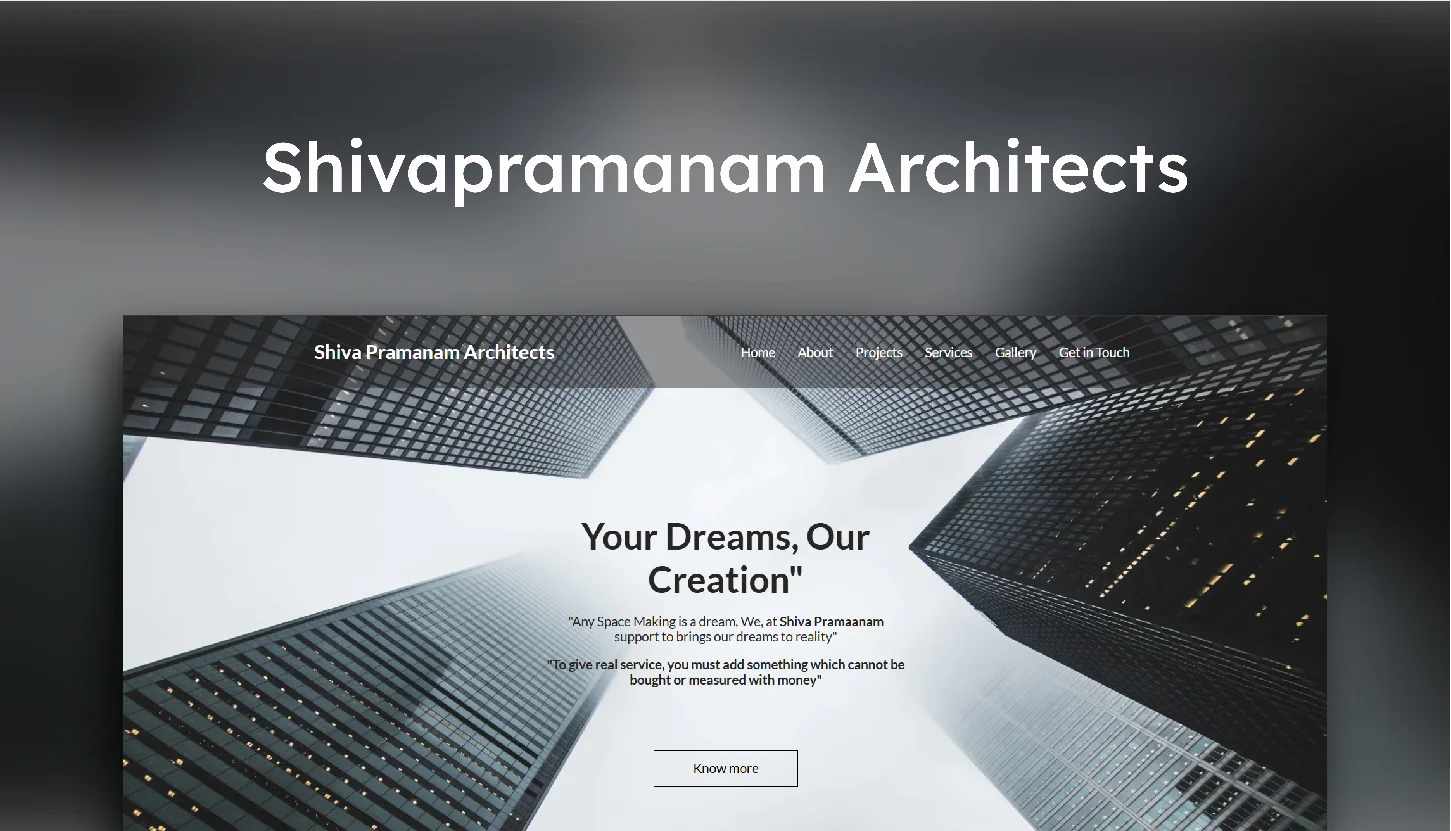 Shivapramanam Architects
Shiva Pramanam Architects Home About Projects Services Gallery Get in Touch
Your Dreams, Our
Creation"
"Any Space Making is a dream. We, at Shiva Pramaanam
support to brings our dreams to reality"
"To give real service, you must add something which cannot be
bought or measured with money"
Know more